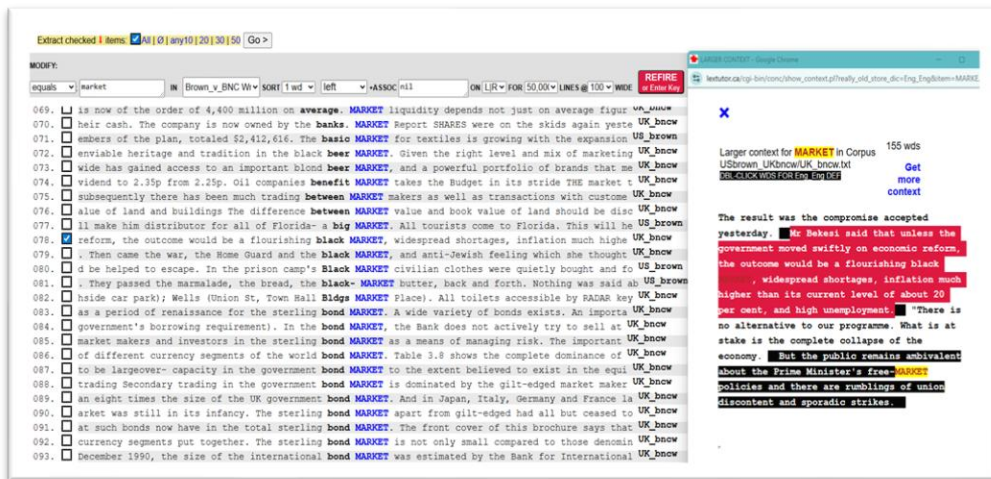 Extract checked ! items: All | Ø | any10 | 20 | 30 | 50 Go >
MODIFY:
equals market IN Brown_v_BNC Wi SORT 1 wd left +ASSOC nil ON L|R FOR 50,00 LINES @ 100 WIDE REFIRE or Enter Key
069. is now of the order of 4,400 million on average. MARKET liquidity depends not just on average figur UK_bncw
070. heir cash. The company is now owned by the banks. MARKET Report SHARES were on the skids again yeste UK_bncw
071. embers of the plan, totaled $2,412,616. The basio MARKET for textiles is growing with the expansion US_brown
072. enviable heritage and tradition in the black beer MARKET. Given the right level and mix of marketing UK_bncw
073. wide has gained access to an important blond beer MARKET, and a powerful portfolio of brands that me UK_bncw
074. vidend to 2.35p from 2.25p. Oil companies benefit MARKET takes the Budget in its stride THE market t UK_bncw
075. subsequently there has been much trading between MARKET makers as well as transactions with custome UK_bncw
076. alue of land and buildings The difference between MARKET value and book value of land should be disc UK_bncw
077. ll make him distributor for all of Florida- a big MARKET. All tourists come to Florida. This will he US_brown
078. reform, the outcome would be a flourishing black MARKET, widespread shortages, inflation much highe UK_bncw
079. . Then came the war, the Home Guard and the black MARKET, and anti-Jewish feeling which she thought UK_bncw
080. d be helped to escape. In the prison camp's Black MARKET civilian clothes were quietly bought and fo US_brown
081. . They passed the marmalade, the bread, the black- MARKET butter, back and forth. Nothing was said ab US_brown
082. hside car park); Wells (Union St, Town Hall Bldgs MARKET Place). All toilets accessible by RADAR key UK_bncw
083. as a period of renaissance for the sterling bond MARKET. A wide variety of bonds exists. An importa UK_bncw
084. government's borrowing requirement). In the bond MARKET, the Bank does not actively try to sell at UK_bncw
085. market makers and investors in the sterling bond MARKET as a means of managing risk. The important UK_bncw
086. of different currency segments of the world bond MARKET. Table 3.8 shows the complete dominance of UK_bncw
087. to be largeover- capacity in the government bond MARKET to the extent believed to exist in the equi UK_bncw
088. trading Secondary trading in the government bond MARKET is dominated by the gilt-edged market maker UK_bncw
089. an eight times the size of the UK government bond MARKET. And in Japan, Italy, Germany and France la UK_bncw
090. arket was still in its infancy. The sterling bond MARKET apart from gilt-edged had all but ceased to UK_bncw
091. at such bonds now have in the total sterling bond MARKET. The front cover of this brochure says that UK_bncw
092. currency segments put together. The sterling bond MARKET is not only small compared to those denomin UK_bncw
093. December 1990, the size of the international bond MARKET was estimated by the Bank for International UK_bncw
LARGER CONTEXT - Google Chrome
lextutor.ca/cgi-bin/conc/show_context.pl?really_old_store_dic=Eng_Eng&item=MARKE
×
Larger context for MARKET in Corpus
USbrown_UKbncw/UK_bncw.txt
DBL-CLICK WDS FOR Eng_Eng DEF
155 wds
Get
more
context
The result was the compromise accepted
yesterday. Mr Bekesi said that unless the
government moved swiftly on economic reform,
the outcome would be a flourishing black
, widespread shortages, inflation much
higher than its current level of about 20
per cent, and high unemployment. "There is
no alternative to our programme. What is at
stake is the complete collapse of the
economy. But the public remains ambivalent
about the Prime Minister's free-MARKET
policies and there are rumblings of union
discontent and sporadic strikes.